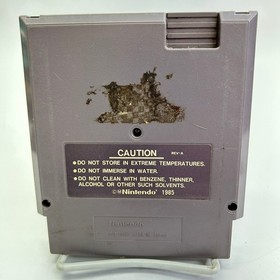 CAUTION REV-A
• DO NOT STORE IN EXTREME TEMPERATURES.
• DO NOT IMMERSE IN WATER.
• DO NOT CLEAN WITH BENZENE, THINNER,
ALCOHOL OR OTHER SUCH SOLVENTS.
©M Nintendo® 1985